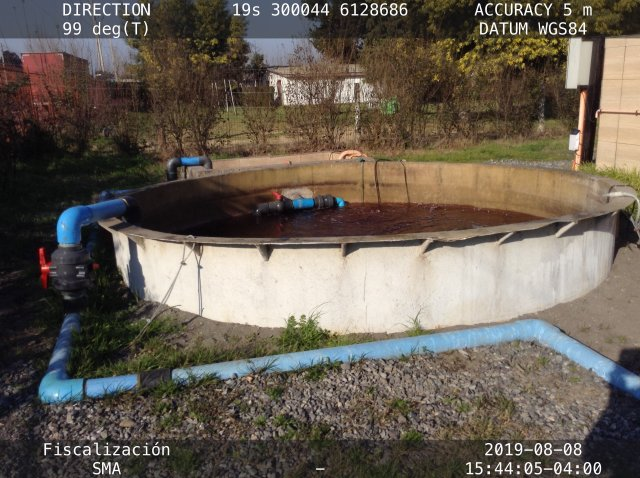 DIRECTION
99 deg(T)
19s 300044 6128686
ACCURACY 5 m
DATUM WGS84
Fiscalización
SMA
–
2019-08-08
15:44:05-04:00